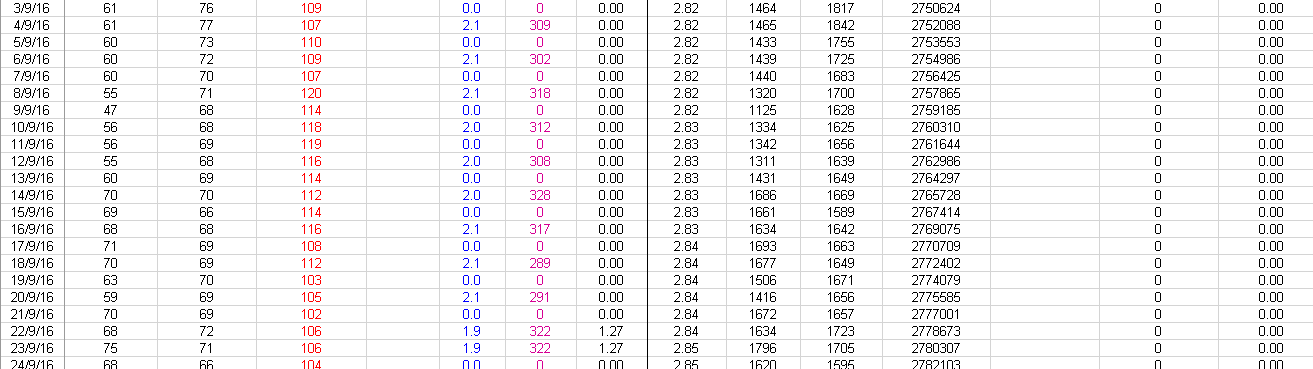 3/9/16 61 76 109 0.0 0 0.00 2.82 1464 1817 2750624 0 0.00
4/9/16 61 77 107 2.1 309 0.00 2.82 1465 1842 2752088 0 0.00
5/9/16 60 73 110 0.0 0 0.00 2.82 1433 1755 2753553 0 0.00
6/9/16 60 72 109 2.1 302 0.00 2.82 1439 1725 2754986 0 0.00
7/9/16 60 70 107 0.0 0 0.00 2.82 1440 1683 2756425 0 0.00
8/9/16 55 71 120 2.1 318 0.00 2.82 1320 1700 2757865 0 0.00
9/9/16 47 68 114 0.0 0 0.00 2.82 1125 1628 2759185 0 0.00
10/9/16 56 68 118 2.0 312 0.00 2.83 1334 1625 2760310 0 0.00
11/9/16 56 69 119 0.0 0 0.00 2.83 1342 1656 2761644 0 0.00
12/9/16 55 68 116 2.0 308 0.00 2.83 1311 1639 2762986 0 0.00
13/9/16 60 69 114 0.0 0 0.00 2.83 1431 1649 2764297 0 0.00
14/9/16 70 70 112 2.0 328 0.00 2.83 1686 1669 2765728 0 0.00
15/9/16 69 66 114 0.0 0 0.00 2.83 1661 1589 2767414 0 0.00
16/9/16 68 68 116 2.1 317 0.00 2.83 1634 1642 2769075 0 0.00
17/9/16 71 69 108 0.0 0 0.00 2.84 1693 1663 2770709 0 0.00
18/9/16 70 69 112 2.1 289 0.00 2.84 1677 1649 2772402 0 0.00
19/9/16 63 70 103 0.0 0 0.00 2.84 1506 1671 2774079 0 0.00
20/9/16 59 69 105 2.1 291 0.00 2.84 1416 1656 2775585 0 0.00
21/9/16 70 69 102 0.0 0 0.00 2.84 1672 1657 2777001 0 0.00
22/9/16 68 72 106 1.9 322 1.27 2.84 1634 1723 2778673 0 0.00
23/9/16 75 71 106 1.9 322 1.27 2.85 1796 1705 2780307 0 0.00
24/9/16 68 66 104 0.0 0 0.00 2.85 1620 1595 2782103 0 0.00